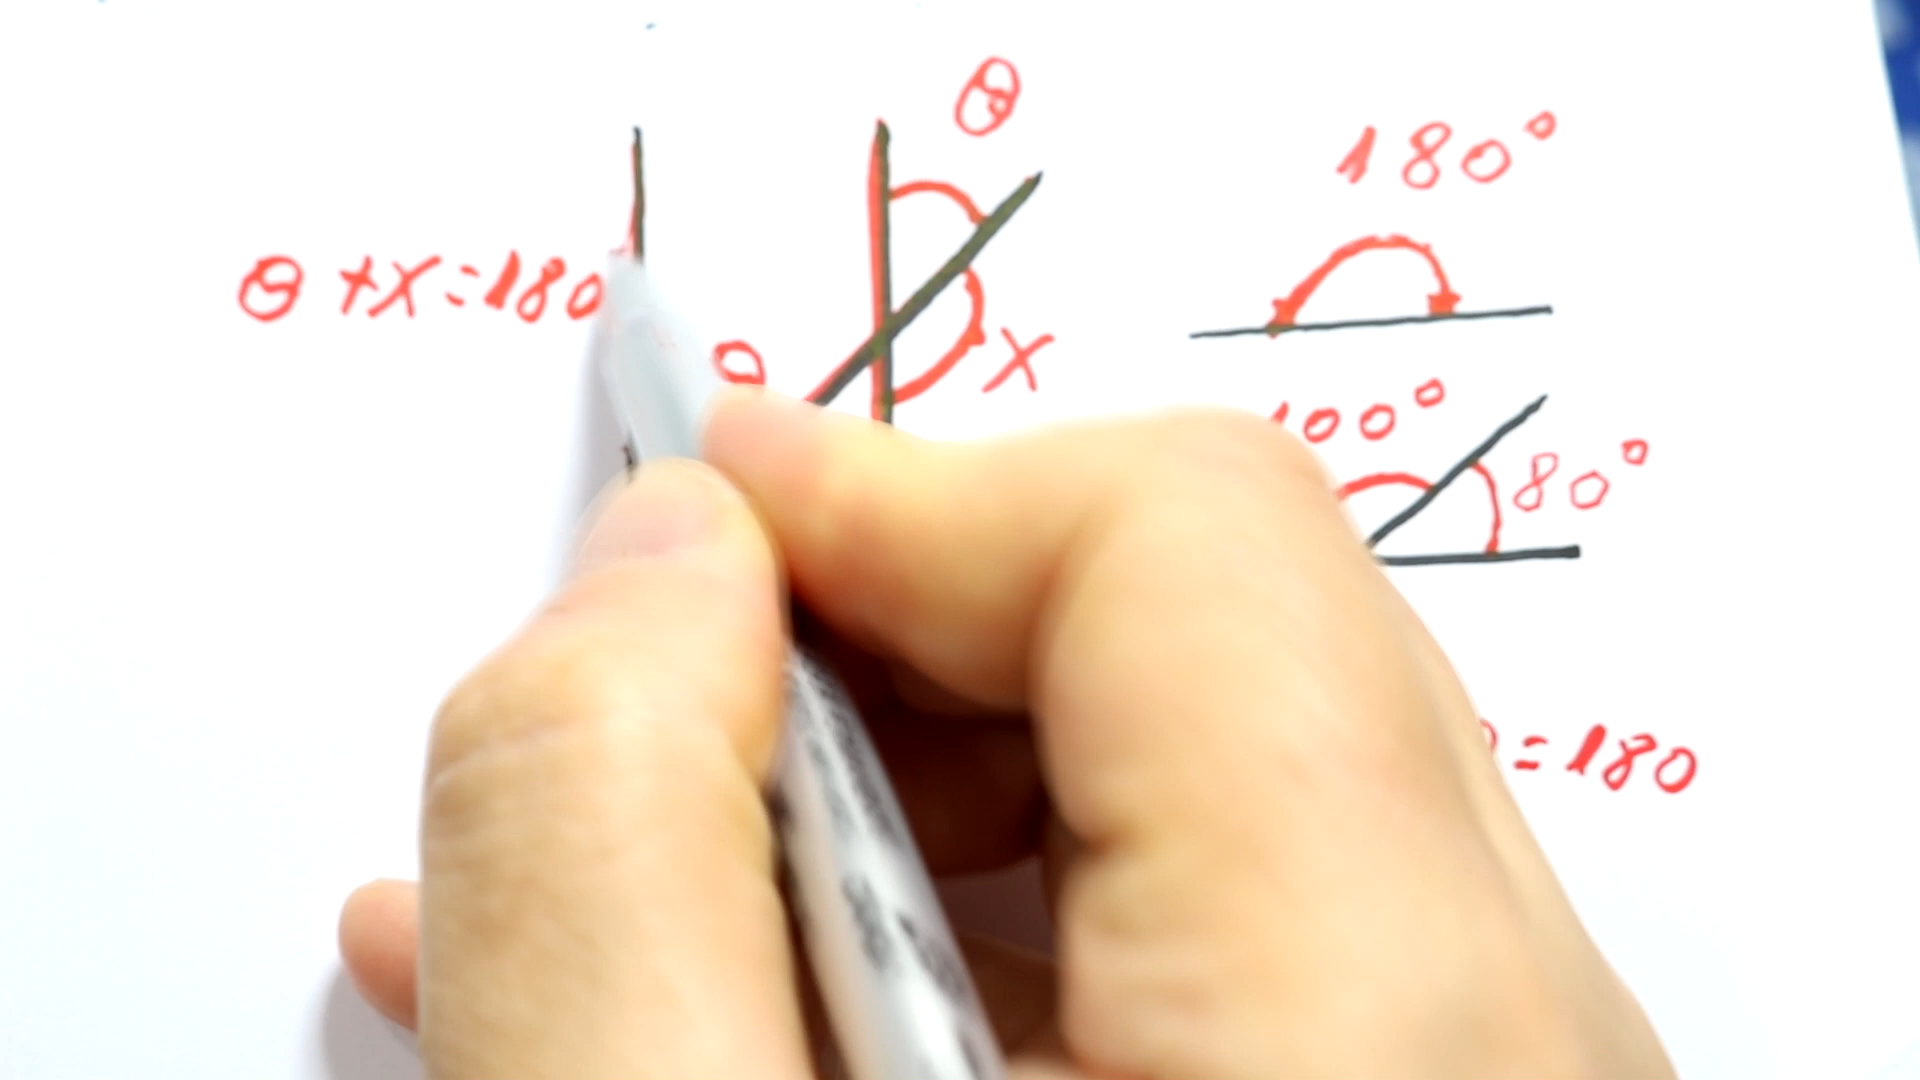 θ
180°
θ + x = 180
x
100°
80°
= 180